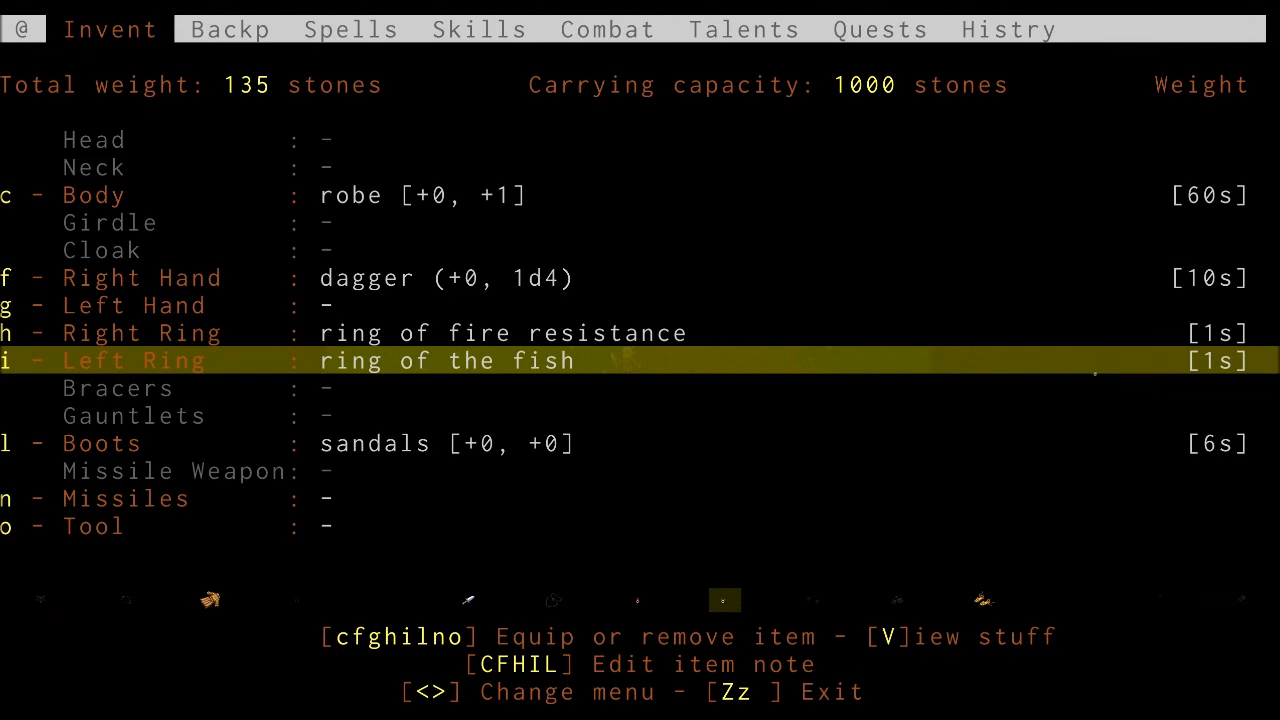 @ Invent Backp Spells Skills Combat Talents Quests Histry
Total weight: 135 stones Carrying capacity: 1000 stones Weight
Head : -
Neck : -
c - Body : robe [+0, +1] [60s]
Girdle : -
Cloak : -
f - Right Hand : dagger (+0, 1d4) [10s]
g - Left Hand : -
h - Right Ring : ring of fire resistance [1s]
i - Left Ring : ring of the fish [1s]
Bracers : -
Gauntlets : -
l - Boots : sandals [+0, +0] [6s]
Missile Weapon: -
n - Missiles : -
o - Tool : -
[cfghilno] Equip or remove item - [V]iew stuff
[CFHIL] Edit item note
[<>] Change menu - [Zz ] Exit